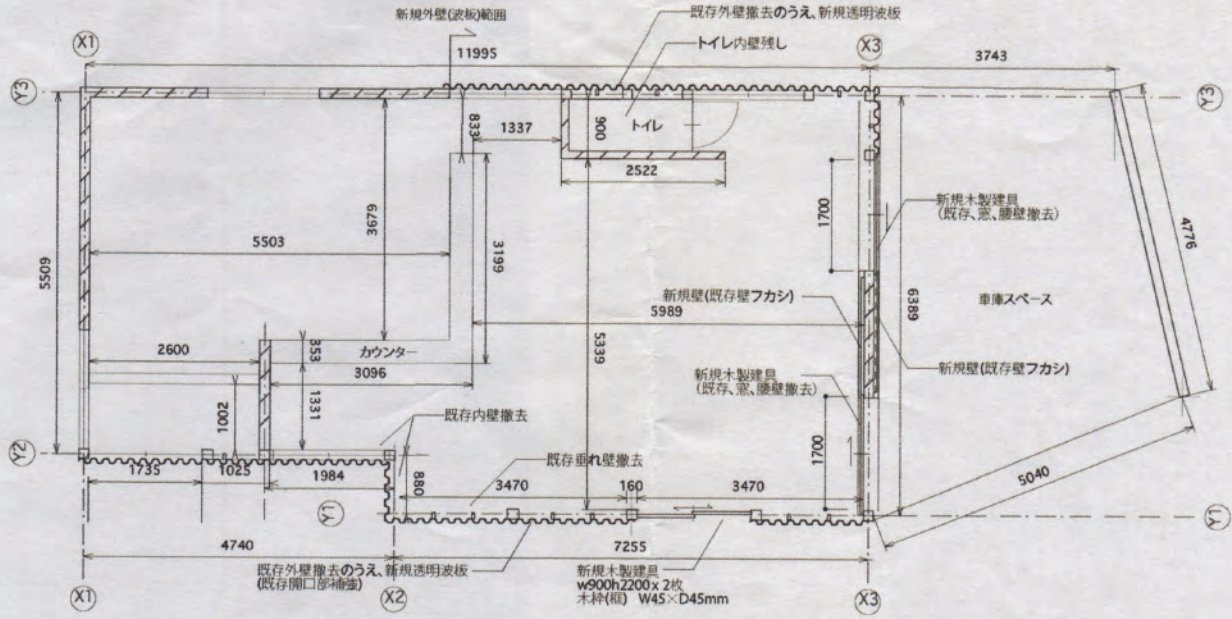 新規外壁(波板)範囲
既存外壁撤去のうえ、新規透明波板
トイレ内壁残し
X1
X3
11995
3743
Y3
Y3
833
1337
900
トイレ
2522
1700
新規木製建具
(既存、窓、腰壁撤去)
4776
3679
5503
3199
5509
6389
車庫スペース
新規壁(既存壁フカシ)
5989
5339
2600
353
カウンター
3096
新規木製建具
(既存、窓、腰壁撤去)
新規壁(既存壁フカシ)
1002
1331
既存内壁撤去
Y2
1735
1025
1984
880
既存垂れ壁撤去
3470
160
3470
1700
5040
Y1
Y1
4740
7255
既存外壁撤去のうえ、新規透明波板
(既存開口部補強)
新規木製建具
w900h2200 x 2枚
木枠(框) W45×D45mm
X1
X2
X3